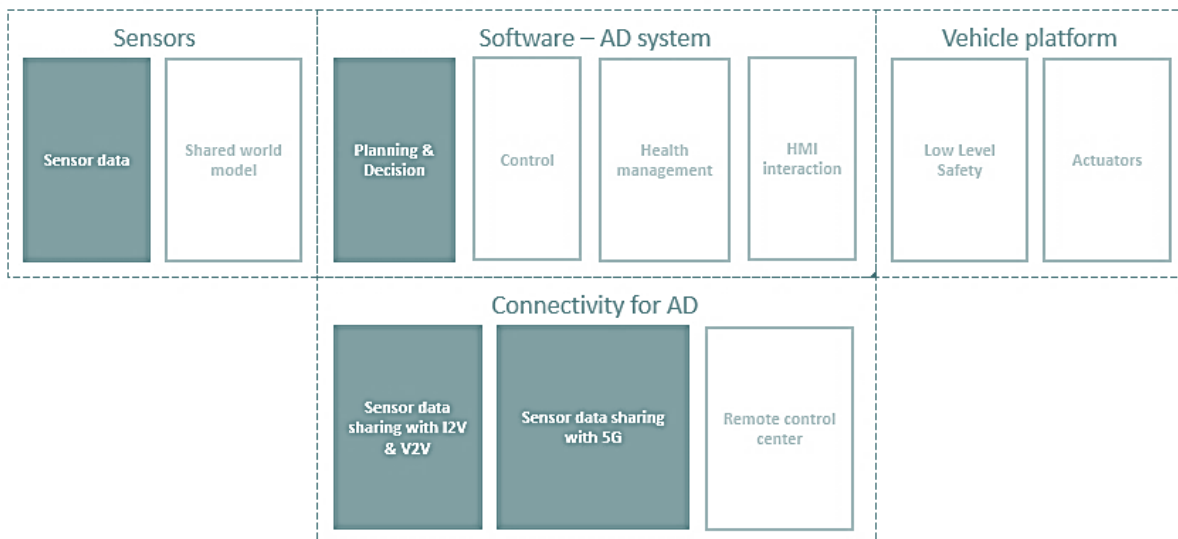 Sensors
Sensor data
Shared world
model
Software – AD system
Planning &
Decision
Control
Health
management
HMI
interaction
Vehicle platform
Low Level
Safety
Actuators
Connectivity for AD
Sensor data
sharing with I2V
& V2V
Sensor data sharing
with 5G
Remote control
center